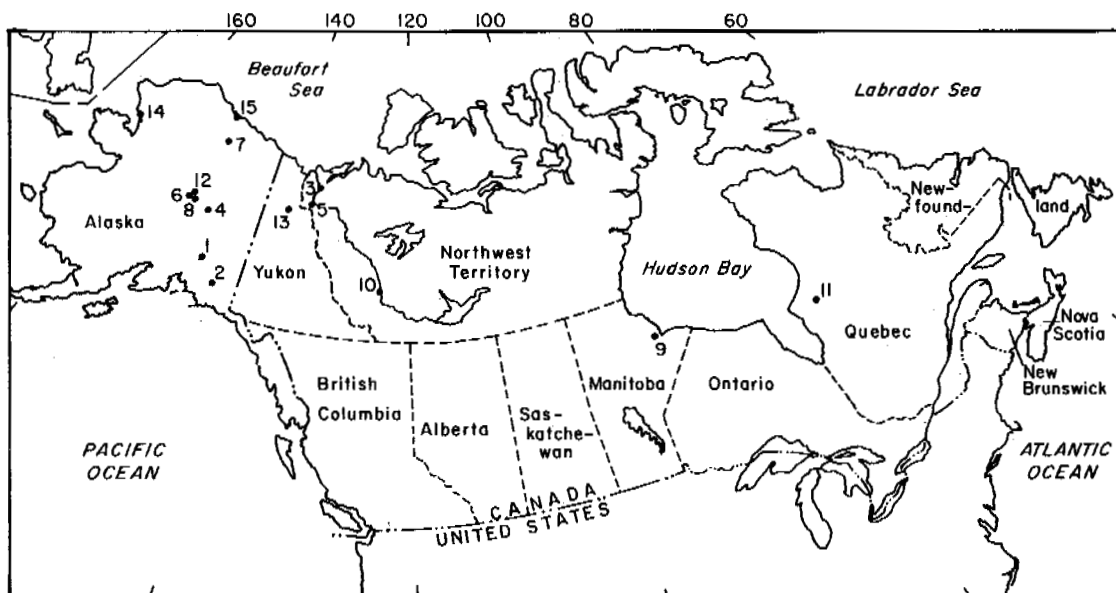 160 140 120 100 80 60
Beaufort
Sea
Labrador Sea
14
15
7
12
6
8
4
3
5
13
Alaska
1
2
Yukon
10
Northwest
Territory
Hudson Bay
11
Quebec
New-
found-
land
Nova
Scotia
New
Brunswick
9
British
Columbia
Alberta
Sas-
katche-
wan
Manitoba
Ontario
PACIFIC
OCEAN
ATLANTIC
OCEAN
CANADA
UNITED STATES